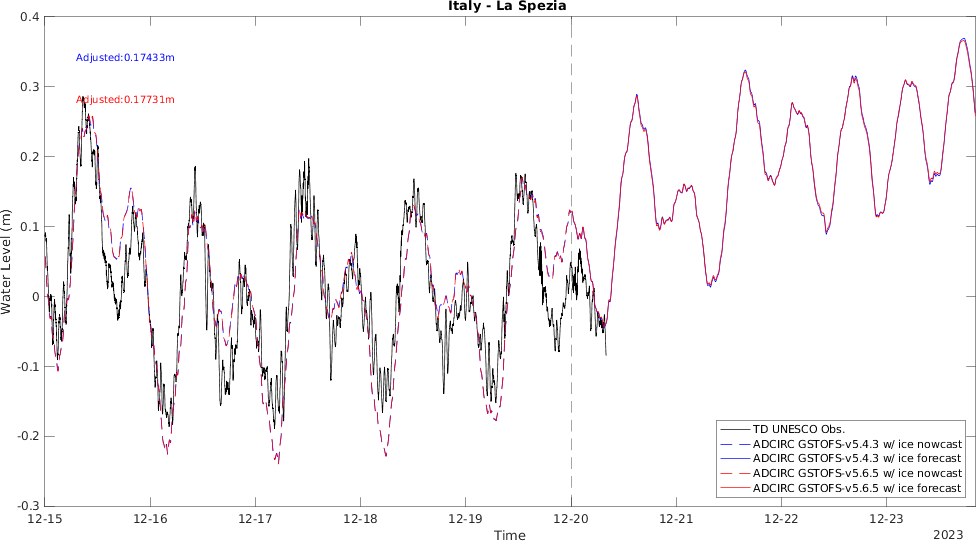 Italy - La Spezia
0.4
Adjusted:0.17433m
0.3
Adjusted:0.17731m
0.2
0.1
Water Level (m)
0
-0.1
-0.2
TD UNESCO Obs.
ADCIRC GSTOFS-v5.4.3 w/ ice nowcast
ADCIRC GSTOFS-v5.4.3 w/ ice forecast
ADCIRC GSTOFS-v5.6.5 w/ ice nowcast
ADCIRC GSTOFS-v5.6.5 w/ ice forecast
-0.3
12-15 12-16 12-17 12-18 12-19 12-20 12-21 12-22 12-23
Time
2023